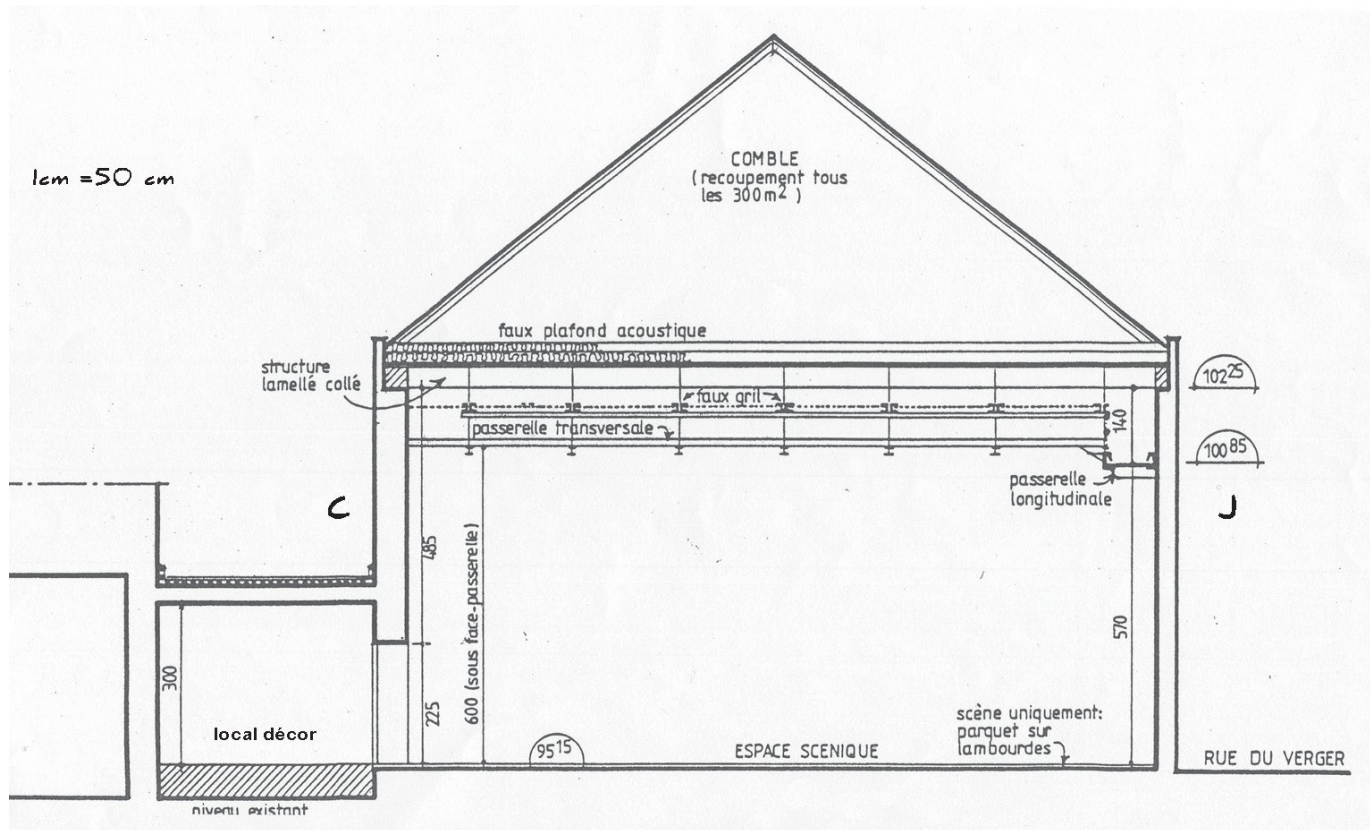 1cm = 50 cm
COMBLE
(recoupement tous
les 300m2)
faux plafond acoustique
structure
lamellé collé
faux gril
passerelle transversale
102 25
140
100 85
passerelle
longitudinale
C
J
485
600 (sous face-passerelle)
570
300
225
local décor
95 15
ESPACE SCENIQUE
scène uniquement:
parquet sur
lambourdes
RUE DU VERGER
niveau existant